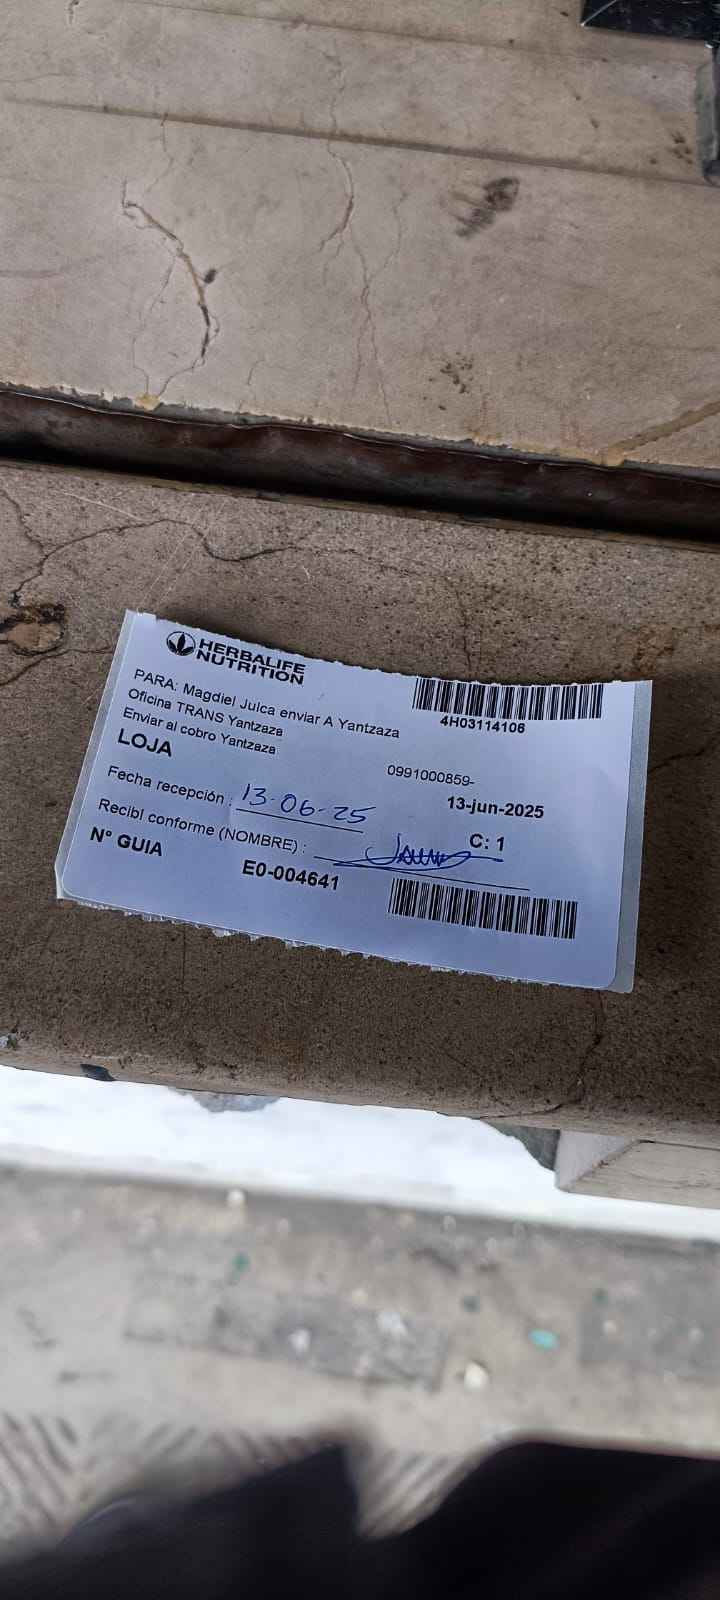 HERBALIFE
NUTRITION
PARA: Magdiel Julca enviar A Yantzaza
Oficina TRANS Yantzaza
Enviar al cobro Yantzaza
LOJA
4H03114106
0991000859-
13-jun-2025
Fecha recepción : 13-06-25
C: 1
Recibí conforme (NOMBRE) :
N° GUIA
E0-004641